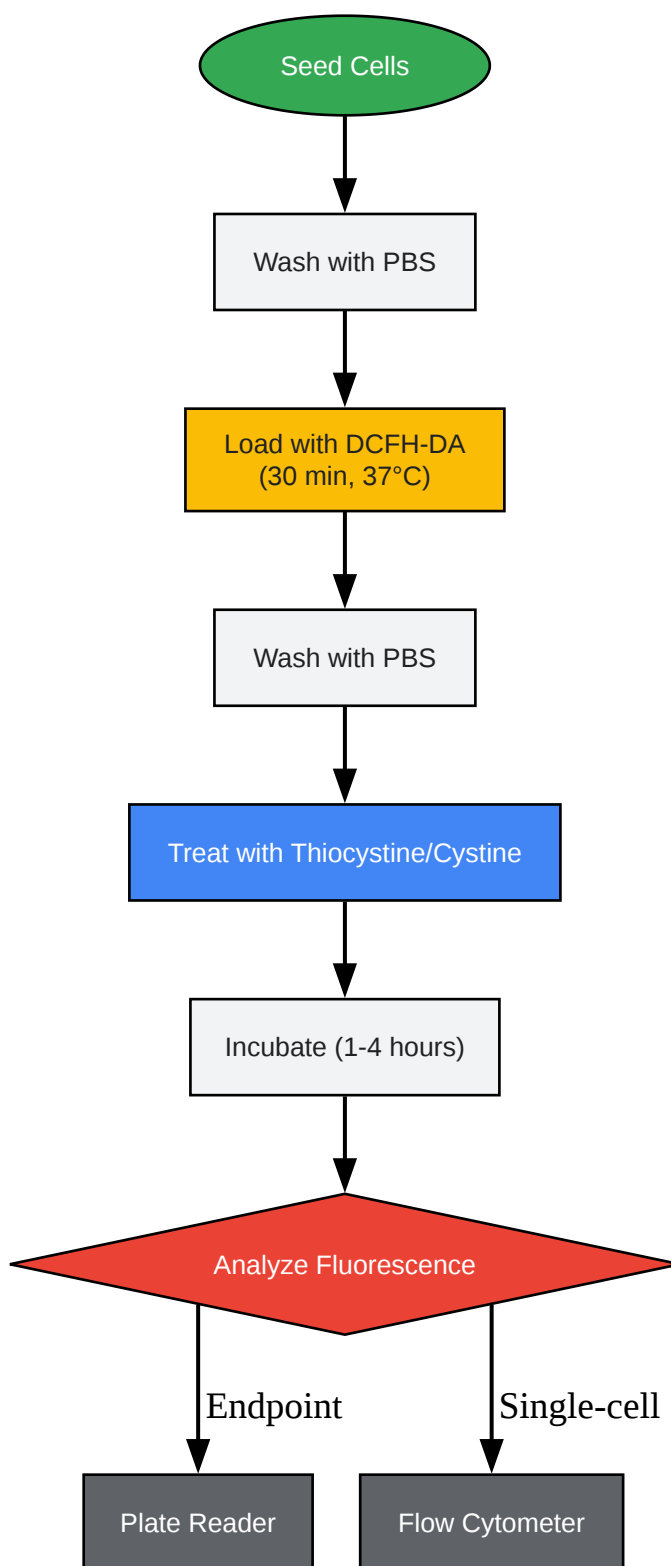 Seed Cells
Wash with PBS
Load with DCFH-DA
(30 min, 37°C)
Wash with PBS
Treat with Thiocystine/Cystine
Incubate (1-4 hours)
Analyze Fluorescence
Endpoint
Single-cell
Plate Reader
Flow Cytometer